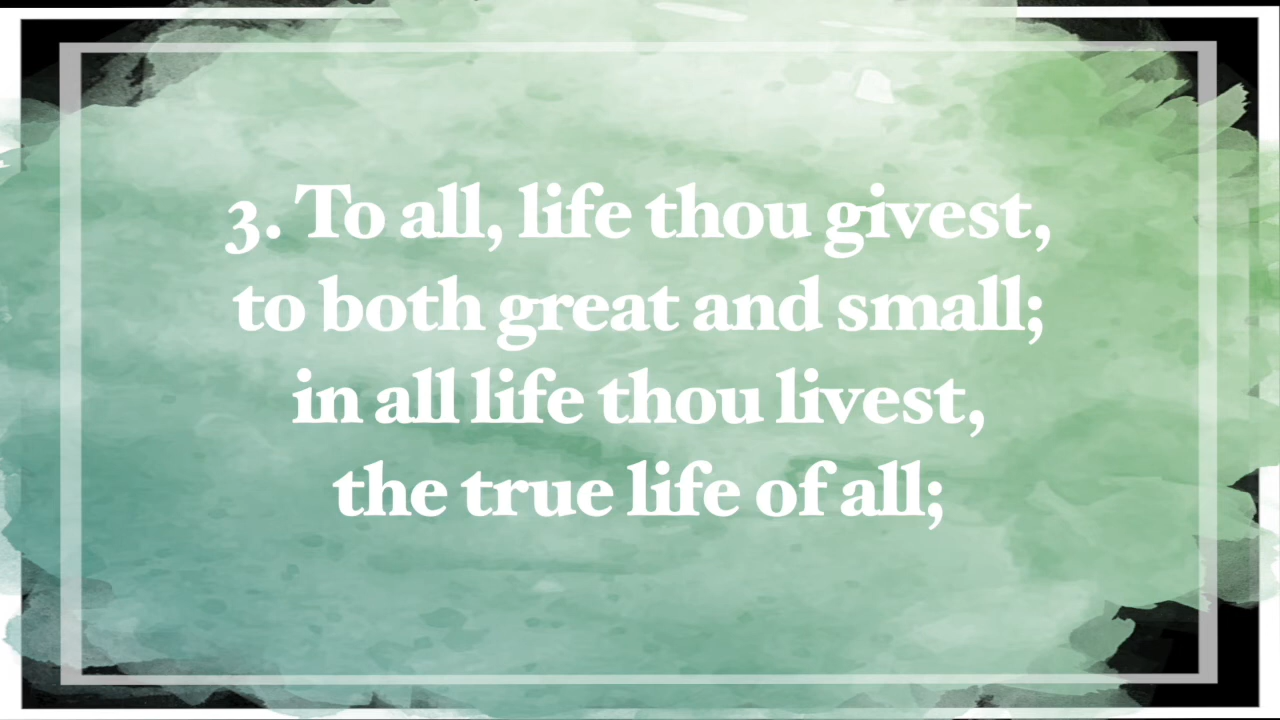 3. To all, life thou givest,
to both great and small;
in all life thou livest,
the true life of all;